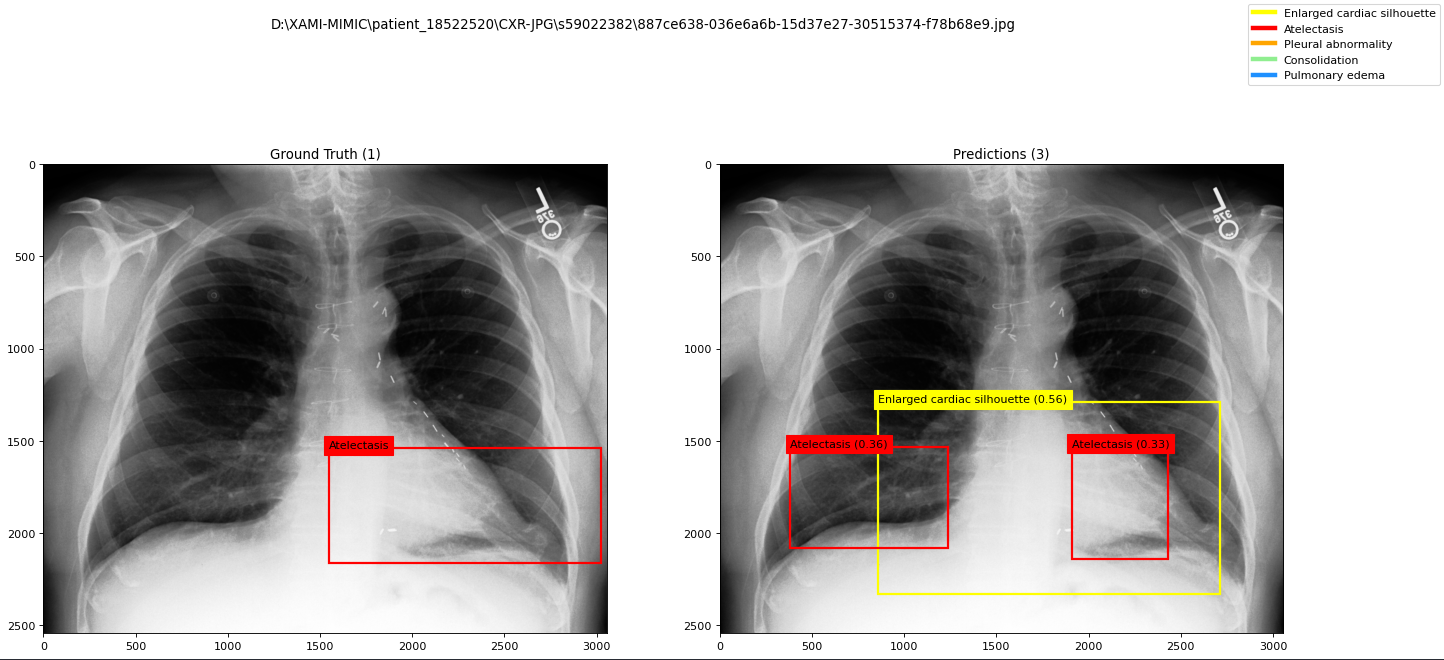 D:\XAMI-MIMIC\patient_18522520\CXR-JPG\s59022382\887ce638-036e6a6b-15d37e27-30515374-f78b68e9.jpg
Enlarged cardiac silhouette
Atelectasis
Pleural abnormality
Consolidation
Pulmonary edema
Ground Truth (1)
0
500
1000
1500
2000
2500
0
500
1000
1500
2000
2500
3000
L
378
Atelectasis
Predictions (3)
0
500
1000
1500
2000
2500
0
500
1000
1500
2000
2500
3000
L
378
Enlarged cardiac silhouette (0.56)
Atelectasis (0.36)
Atelectasis (0.33)